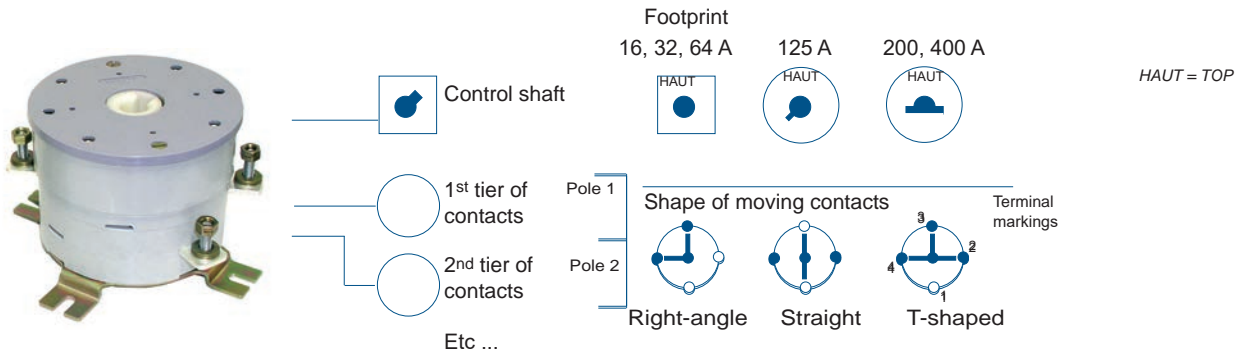 Footprint
16, 32, 64 A 125 A 200, 400 A
HAUT HAUT HAUT
HAUT = TOP
Control shaft
1st tier of
contacts
Pole 1
Shape of moving contacts
Terminal
markings
3
2
4
1
2nd tier of
contacts
Pole 2
Right-angle Straight T-shaped
Etc ...